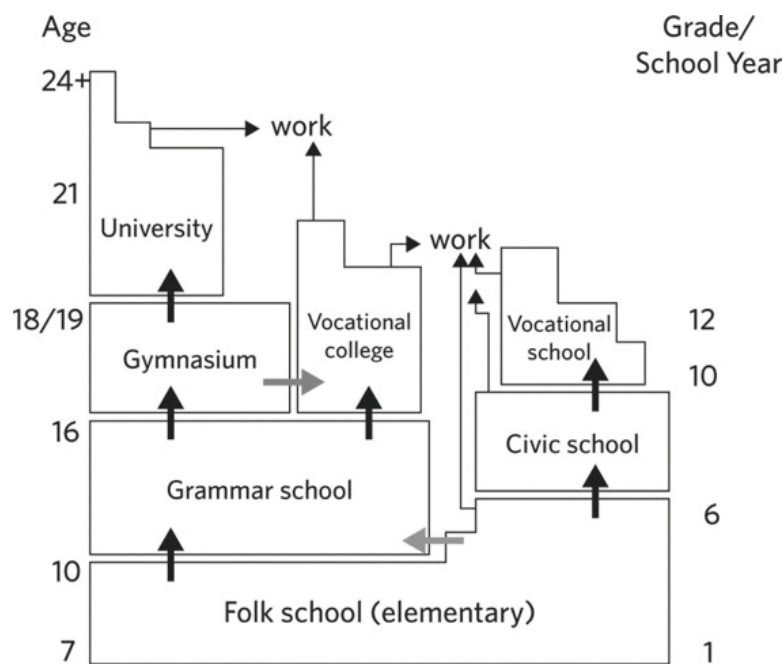 Age
Grade/
School Year
24+
work
21
University
work
18/19
Gymnasium
Vocational
college
Vocational
school
12
10
16
Civic school
Grammar school
6
10
Folk school (elementary)
7
1